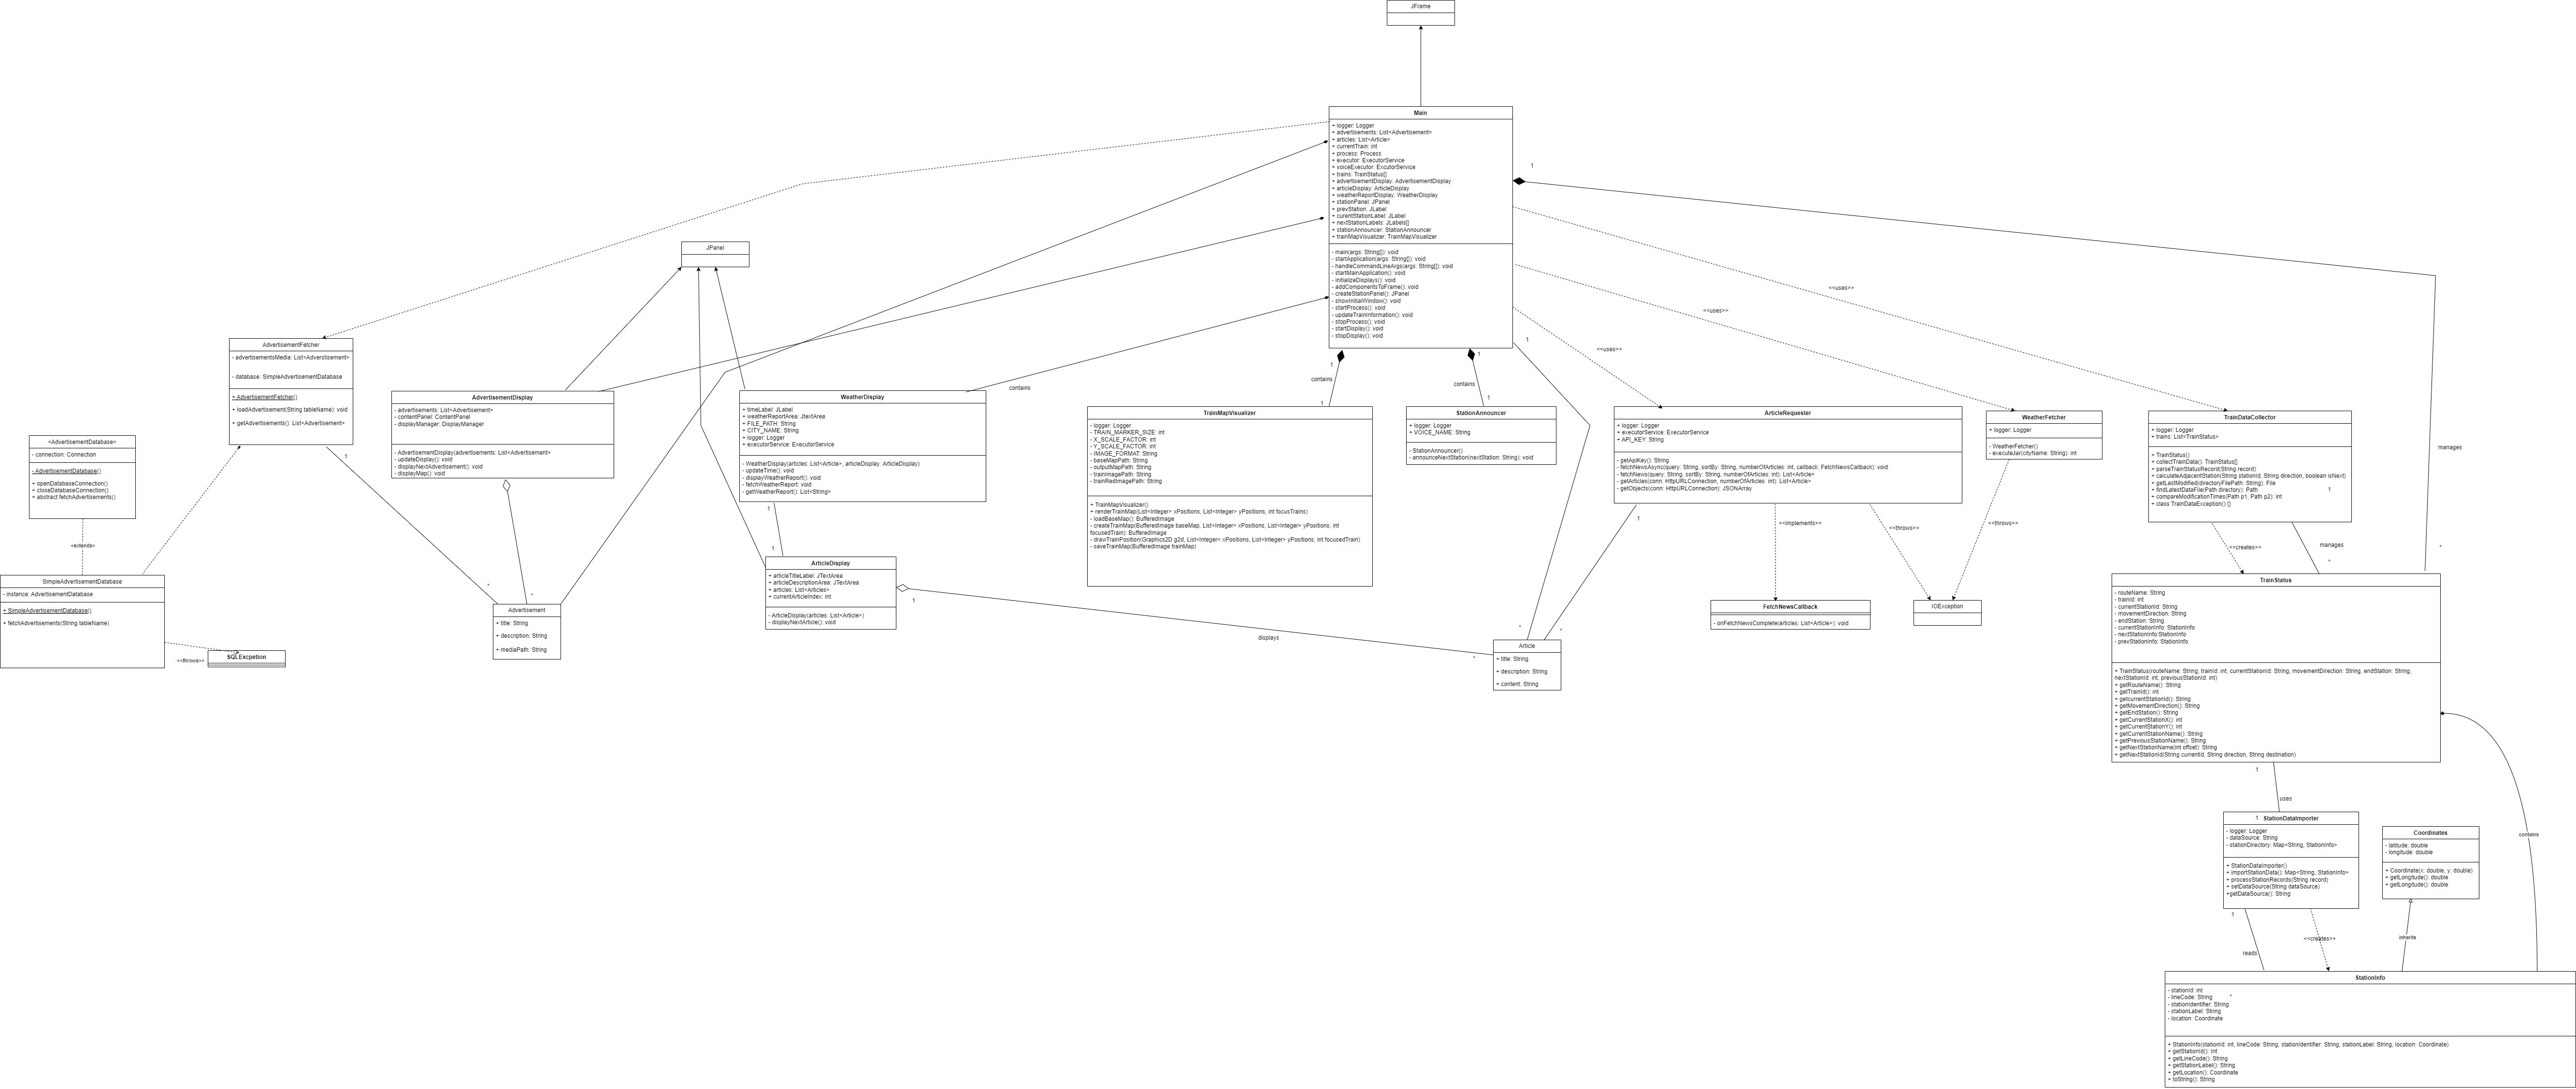 JFrame
Main
+ logger: Logger
+ advertisements: List<Advertisement>
+ articles: List<Article>
+ currentTrain: int
+ process: Process
+ executor: ExecutorService
+ voiceExecutor: ExcutorService
+ trains: TrainStatus[]
+ advertisementDisplay: AdvertisementDisplay
+ articleDisplay: ArticleDisplay
+ weatherReportDisplay: WeatherDisplay
+ stationPanel: JPanel
+ prevStation: JLabel
+ curentStationLabel: JLabel
+ nextStationLabels: JLabels[]
+ stationAnnouncer: StationAnnouncer
+ trainMapVisualizer: TrainMapVisualizer
- main(args: String[]): void
- startApplication(args: String[]): void
- handleCommandLineArgs(args: String[]): void
- startMainApplication(): void
- initializeDisplays(): void
- addComponentsToFrame(): void
- createStationPanel(): JPanel
- showInitialWindow(): void
- startProcess(): void
- updateTrainInformation(): void
- stopProcess(): void
- startDisplay(): void
- stopDisplay(): void
1
JPanel
<<uses>>
<<uses>>
<<uses>>
manages
1
*
AdvertisementFetcher
- advertisementsMedia: List<Adverstisement>
- database: SimpleAdvertisementDatabase
+ AdvertisementFetcher()
+ loadAdvertisement(String tableName): void
+ getAdvertisements(): List<Advertisement>
1
*
<AdvertisementDatabase>
- connection: Connection
- AdvertisementDatabase()
+ openDatabaseConnection()
+ closeDatabaseConnection()
+ abstract fetchAdvertisements()
<extends>
SimpleAdvertisementDatabase
- instance: AdvertisementDatabase
+ SimpleAdvertisementDatabase()
+ fetchAdvertisements(String tableName)
<<throws>>
SQLExcpetion
AdvertisementDisplay
- advertisements: List<Advertisement>
- contentPanel: ContentPanel
- displayManager: DisplayManager
- AdvertisementDisplay(advertisements: List<Advertisement>
- updateDisplay(): void
- displayNextAdvertisement(): void
- displayMap(): void
*
Advertisement
+ title: String
+ description: String
+ mediaPath: String
WeatherDisplay
+ timeLabel: JLabel
+ weatherReportArea: JtextArea
+ FILE_PATH: String
+ CITY_NAME: String
+ logger: Logger
+ executorService: ExecutorService
- WeatherDisplay(articles: List<Article>, articleDisplay: ArticleDisplay)
- updateTime(): void
- displayWeatherReport(): void
- fetchWeatherReport: void
- getWeatherReport(): List<String>
contains
1
1
ArticleDisplay
+ articleTitleLabel: JTextArea
+ articleDescriptionArea: JTextArea
+ articles: List<Articles>
+ currentArticleIndex: int
- ArticleDisplay(articles: List<Article>)
- displayNextArticle(): void
1
displays
*
1
contains
1
TrainMapVisualizer
- logger: Logger
- TRAIN_MARKER_SIZE: int
- X_SCALE_FACTOR: int
- Y_SCALE_FACTOR: int
- IMAGE_FORMAT: String
- baseMapPath: String
- outputMapPath: String
- trainImagePath: String
- trainRedImagePath: String
+ TrainMapVisualizer()
+ renderTrainMap(List<Integer> xPositions, List<Integer> yPositions, int focusTrains)
- loadBaseMap(): BufferedImage
- createTrainMap(BufferedImage baseMap, List<Integer> xPositions, List<Integer> yPositions, int
focusedTrain): BufferedImage
- drawTrainPosition(Graphics2D g2d, List<Integer> xPositions, List<Integer> yPositions, int focusedTrain)
- saveTrainMap(BufferedImage trainMap)
1
contains
1
StationAnnouncer
+ logger: Logger
+ VOICE_NAME: String
- StationAnnouncer()
- announceNextStation(nextStation: String): void
ArticleRequester
+ logger: Logger
+ executorService: ExecutorService
+ API_KEY: String
- getApiKey(): String
- fetchNewsAsync(query: String, sortBy: String, numberOfArticles: int, callback: FetchNewsCallback): void
- fetchNews(query: String, sortBy: String, numberOfArticles: int): List<Article>
- getArticles(conn: HttpURLConnection, numberOfArticles: int): List<Article>
- getObjects(conn: HttpURLConnection): JSONArray
1
*
*
Article
+ title: String
+ description: String
+ content: String
<<implements>>
FetchNewsCallback
- onFetchNewsComplete(articles: List<Article>): void
<<throws>>
<<throws>>
IOException
WeatherFetcher
+ logger: Logger
- WeatherFetcher()
- executeJar(cityName: String): int
TrainDataCollector
+ logger: Logger
+ trains: List<TrainStatus>
+ TrainStatus()
+ collectTrainData(): TrainStatus[]
+ parseTrainStatusRecord(String record)
+ calculateAdjacentStation(String stationId, String direction, boolean isNext)
+ getLastModified(directoryFilePath: String): File
+ findLatestDataFile(Path directory): Path
+ compareModificationTimes(Path p1, Path p2): int
+ class TrainDataException() {}
1
<<creates>>
manages
*
TrainStatus
- routeName: String
- trainId: int
- currentStationId: String
- movementDirection: String
- endStation: String
- currentStationInfo: StationInfo
- nextStationInfo:StationInfo
- prevStationInfo: StationInfo
+ TrainStatus(routeName: String, trainId: int, currentStationId: String, movementDirection: String, endStation: String,
nextStationId: int, previousStationId: int)
+ getRouteName(): String
+ getTrainId(): int
+ getcurrentStationId(): String
+ getMovementDirection(): String
+ getEndStation(): String
+ getCurrentStationX(): int
+ getCurrentStationY(): int
+ getCurrentStationName(): String
+ getPreviousStationName(): String
+ getNextStationName(int offset): String
+ getNextStationId(String currentId, String direction, String destination)
1
uses
1
StationDataImporter
- logger: Logger
- dataSource: String
- stationDirectory: Map<String, StationInfo>
+ StationDataImporter()
+ importStationData(): Map<String, StationInfo>
+ processStationRecords(String record)
+ setDataSource(String dataSource)
+getDataSource(): String
Coordinates
- latitude: double
- longitude: double
+ Coordinate(x: double, y: double)
+ getLongitude(): double
+ getLongitude(): double
contains
1
<<creates>>
inherits
reads
StationInfo
- stationId: int
- lineCode: String
*
- stationIdentifier: String
- stationLabel: String
- location: Coordinate
+ StationInfo(stationId: int, lineCode: String, stationIdentifier: String, stationLabel: String, location: Coordinate)
+ getStationId(): Int
+ getLineCode(): String
+ getStationLabel(): String
+ getLocation(): Coordinate
+ toString(): String